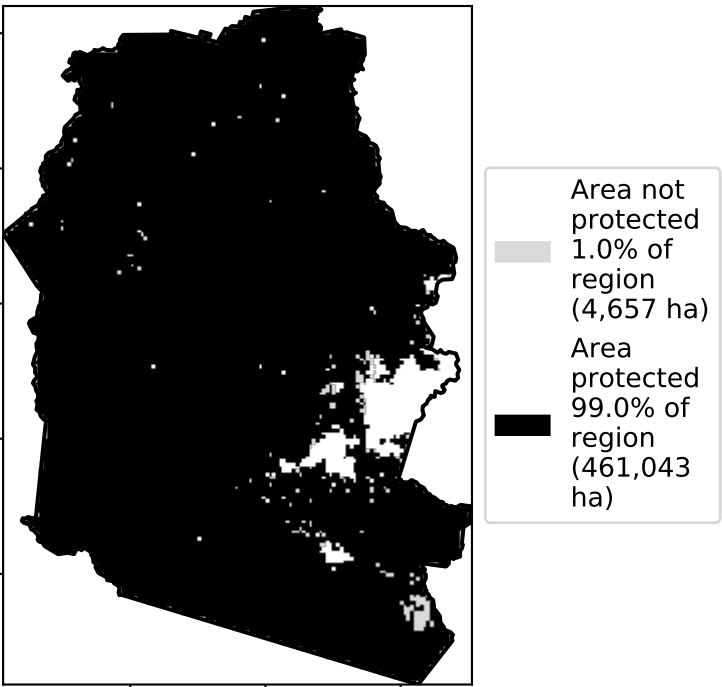 Area not
protected
1.0% of
region
(4,657 ha)
Area
protected
99.0% of
region
(461,043
ha)